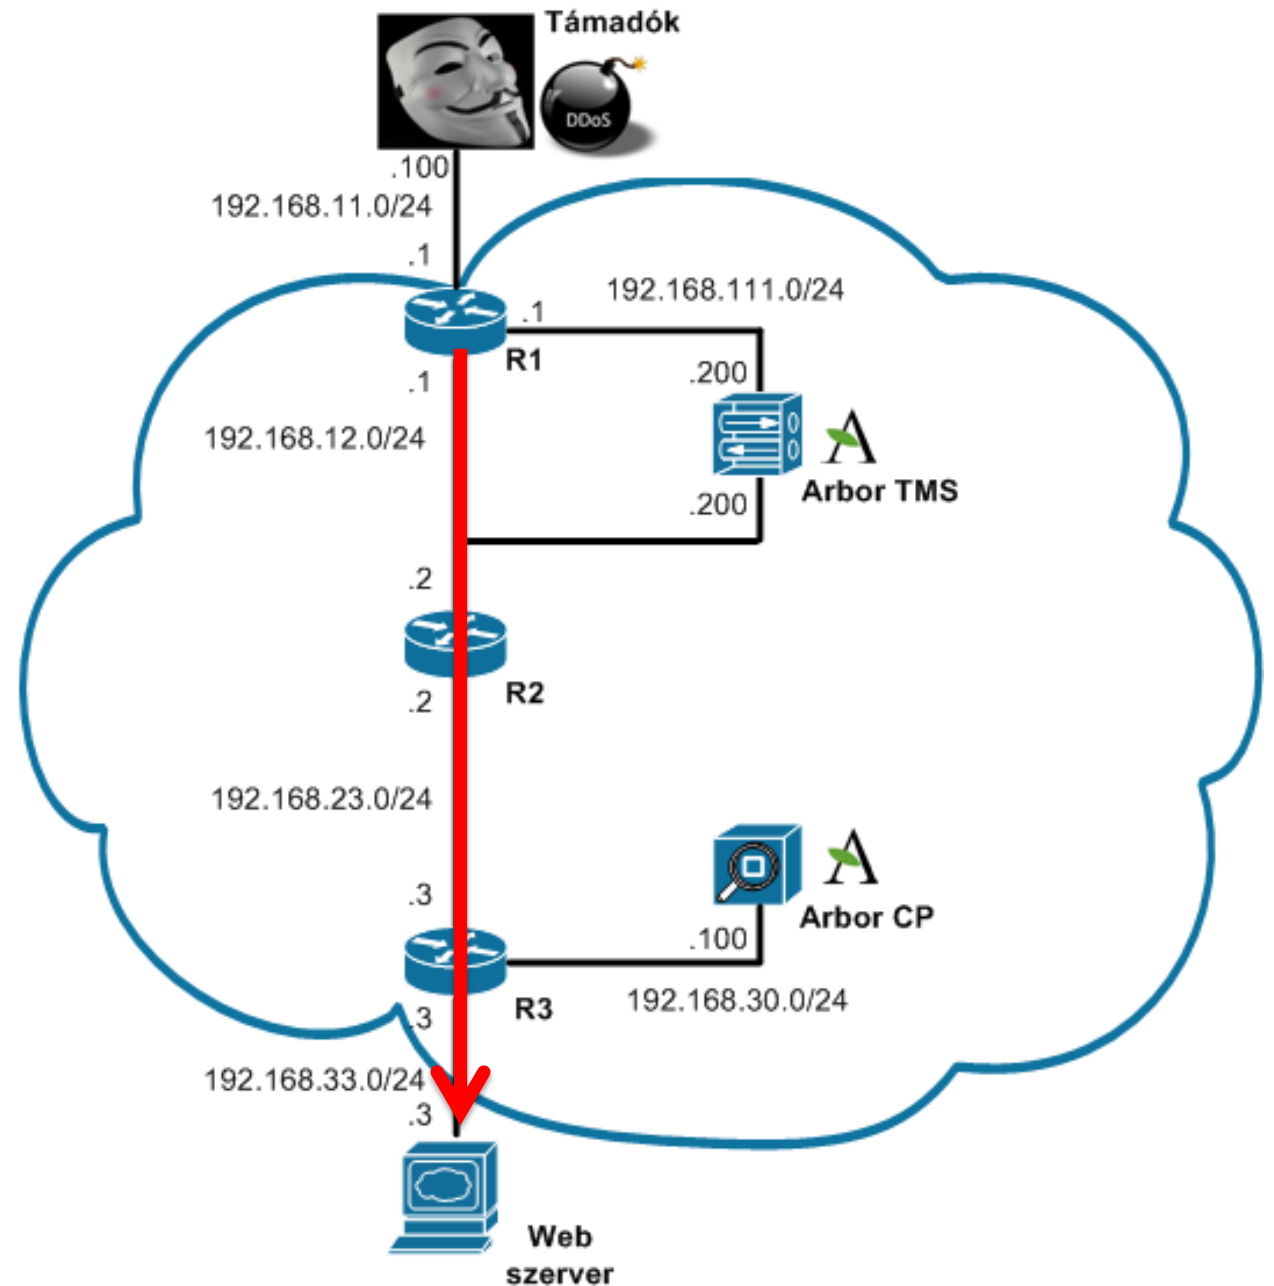 Támadók
DDoS
.100
192.168.11.0/24
.1
192.168.111.0/24
.1
R1
.1
.200
192.168.12.0/24
A
Arbor TMS
.200
.2
R2
.2
192.168.23.0/24
A
.3
Arbor CP
.100
192.168.30.0/24
R3
.3
192.168.33.0/24
.3
Web
szerver